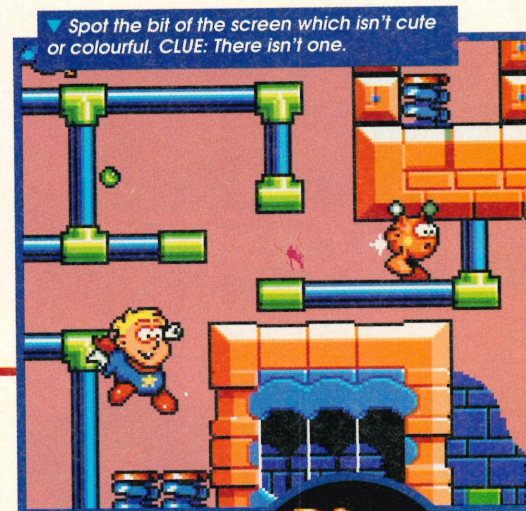 ▼ Spot the bit of the screen which isn't cute
or colourful. CLUE: There isn't one.